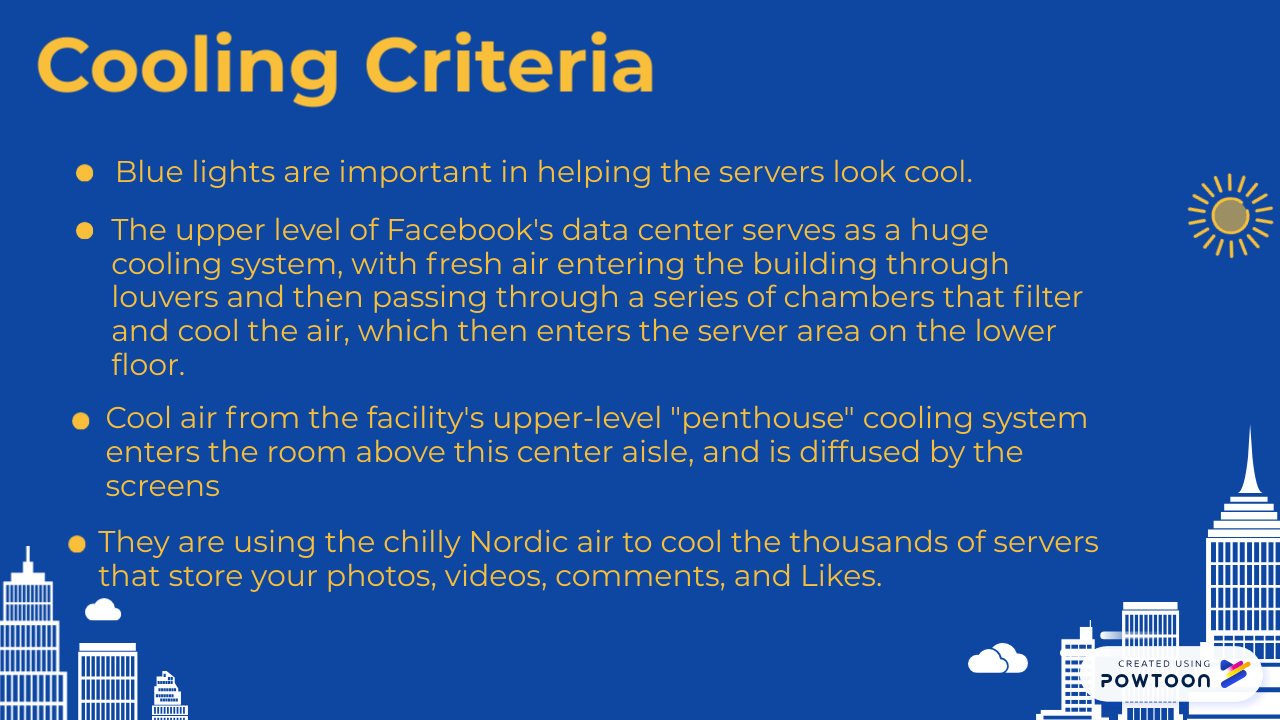 Cooling Criteria
Blue lights are important in helping the servers look cool.
The upper level of Facebook's data center serves as a huge
cooling system, with fresh air entering the building through
louvers and then passing through a series of chambers that filter
and cool the air, which then enters the server area on the lower
floor.
Cool air from the facility's upper-level "penthouse" cooling system
enters the room above this center aisle, and is diffused by the
screens
They are using the chilly Nordic air to cool the thousands of servers
that store your photos, videos, comments, and Likes.
CREATED USING
POWTOON